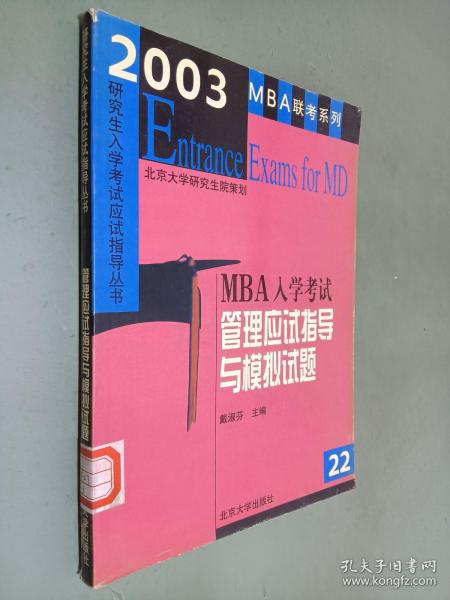 2003
MBA联考系列
Entrance Exams for MD
北京大学研究生院策划
研究生入学考试应试指导丛书
MBA入学考试
管理应试指导
与模拟试题
戴淑芬 主编
22
北京大学出版社
研究生入学考试应试指导丛书
管理应试指导与模拟试题
大学出版社
孔夫子旧书网
www.kongfz.com